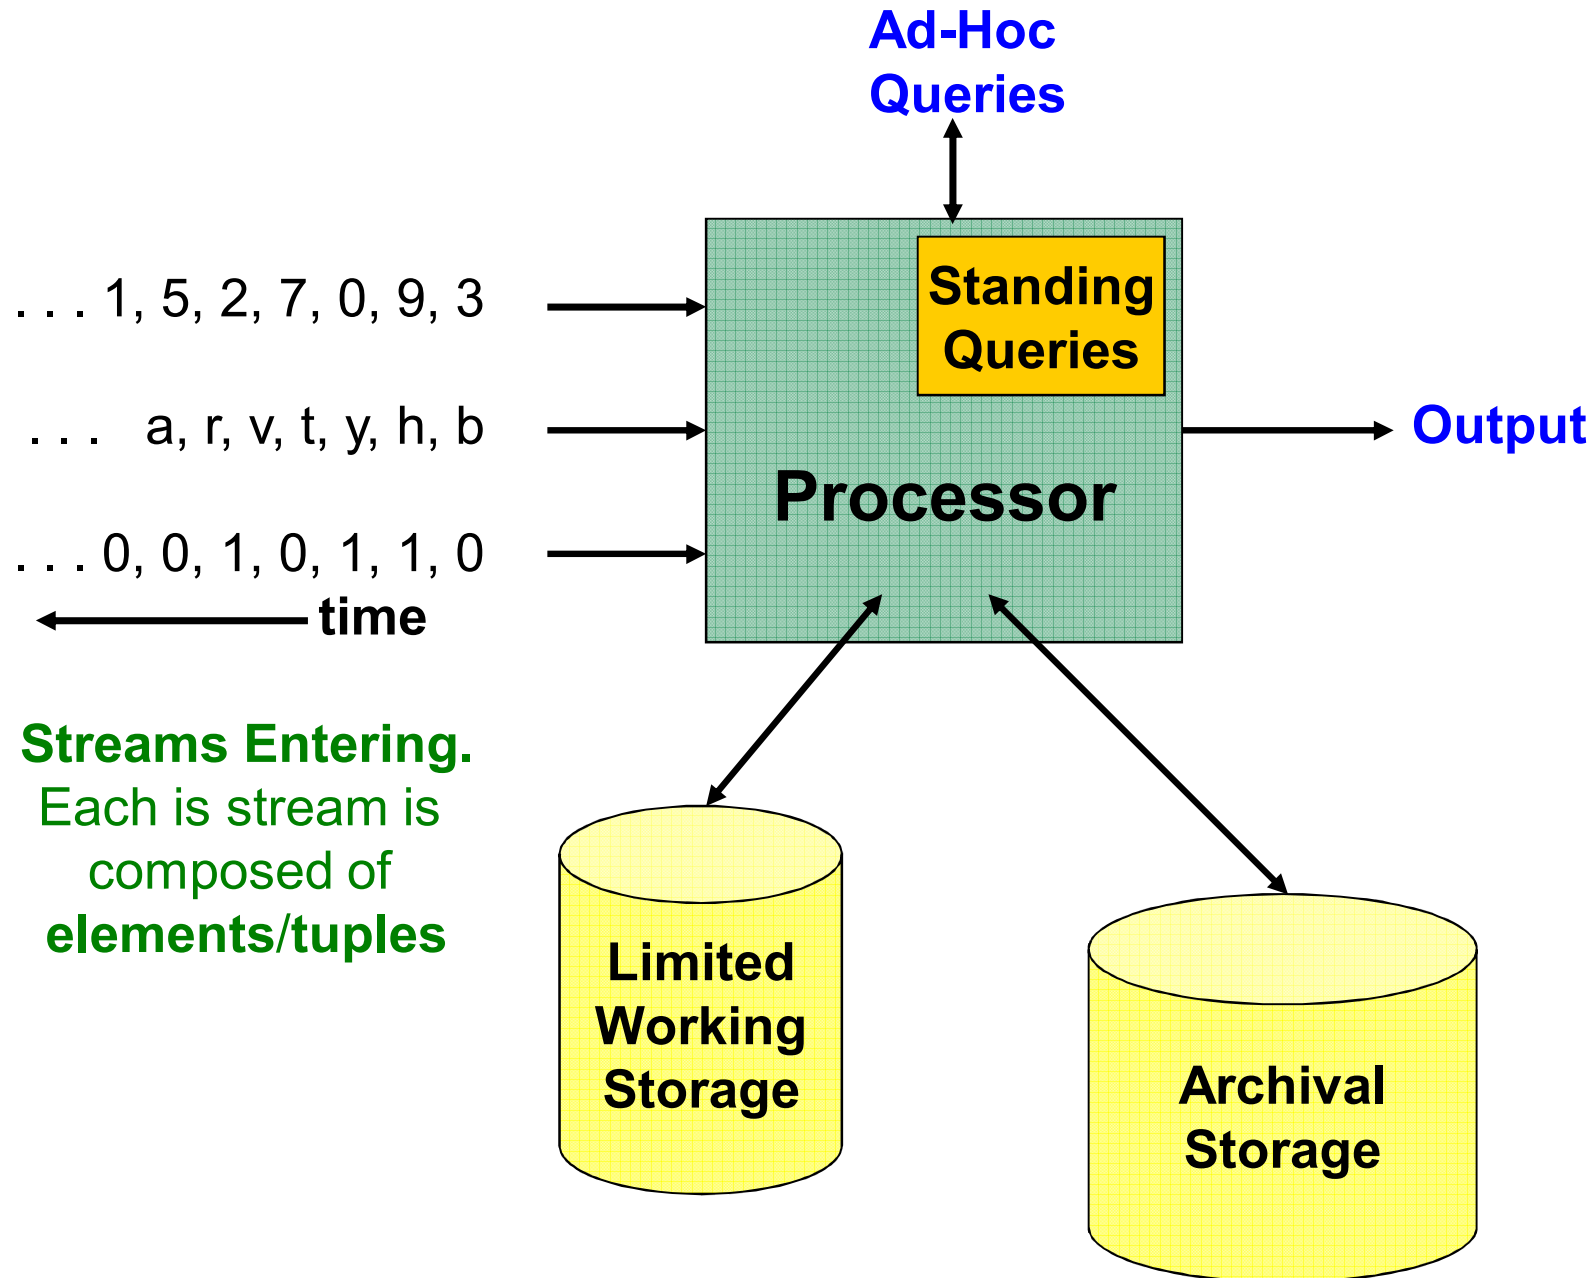 Ad-Hoc
Queries
. . . 1, 5, 2, 7, 0, 9, 3
. . . a, r, v, t, y, h, b
. . . 0, 0, 1, 0, 1, 1, 0
time
Streams Entering.
Each is stream is
composed of
elements/tuples
Standing
Queries
Processor
Output
Limited
Working
Storage
Archival
Storage